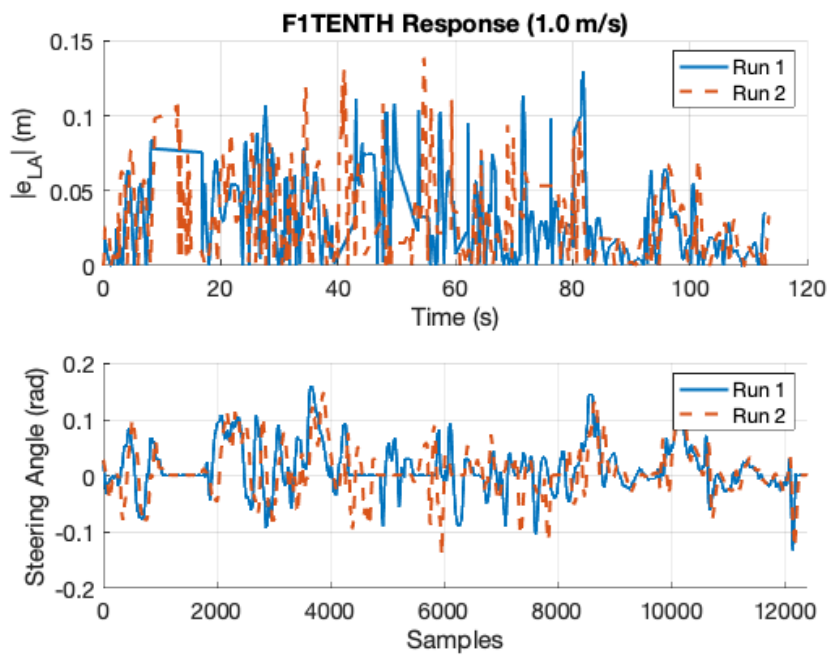 F1TENTH Response (1.0 m/s)
0.15
0.1
0.05
0
|e_LA| (m)
Run 1
Run 2
0 20 40 60 80 100 120
Time (s)
0.2
0.1
0
-0.1
-0.2
Steering Angle (rad)
Run 1
Run 2
0 2000 4000 6000 8000 10000 12000
Samples